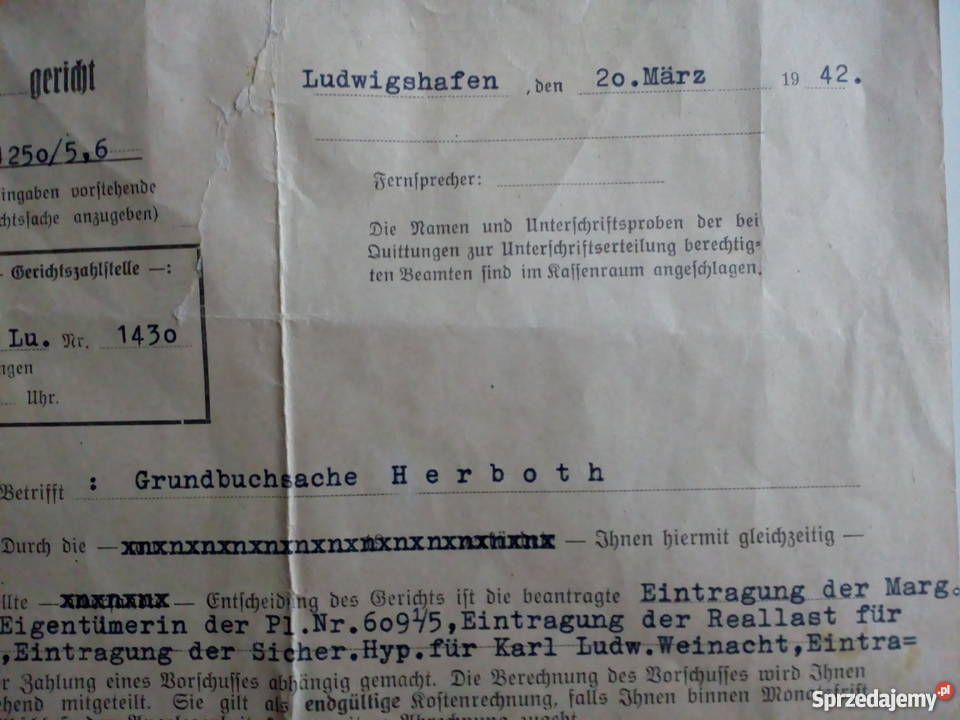 gericht
Ludwigshafen, den 20.März 1942.
1250/5,6
Fernsprecher:
ingaben vorstehende
chtssache anzugeben)
Die Namen und Unterschriftsproben der bei
Quittungen zur Unterschriftserteilung berechtig=
ten Beamten sind im Kassenraum angeschlagen.
— Gerichtszahlstelle —:
Lu. Nr. 1430
ngen
Uhr.
Betrifft : Grundbuchsache H e r b o t h
Durch die — xnxnxnxnxnxnxnxnxnxnxnxnxnx — Ihnen hiermit gleichzeitig —
llte — xnxnxnx — Entscheidung des Gerichts ist die beantragte Eintragung der Marg.
Eigentümerin der Pl.Nr.609 1/5,Eintragung der Reallast für
,Eintragung der Sicher.Hyp.für Karl Ludw.Weinacht,Eintra=
r Zahlung eines Vorschusses abhängig gemacht. Die Berechnung des Vorschusses wird Ihnen
ehend mitgeteilt. Sie gilt als endgültige Kostenrechnung, falls Ihnen binnen Monatsfrist
Abrechnung zugeht.
Sprzedajemy.pl